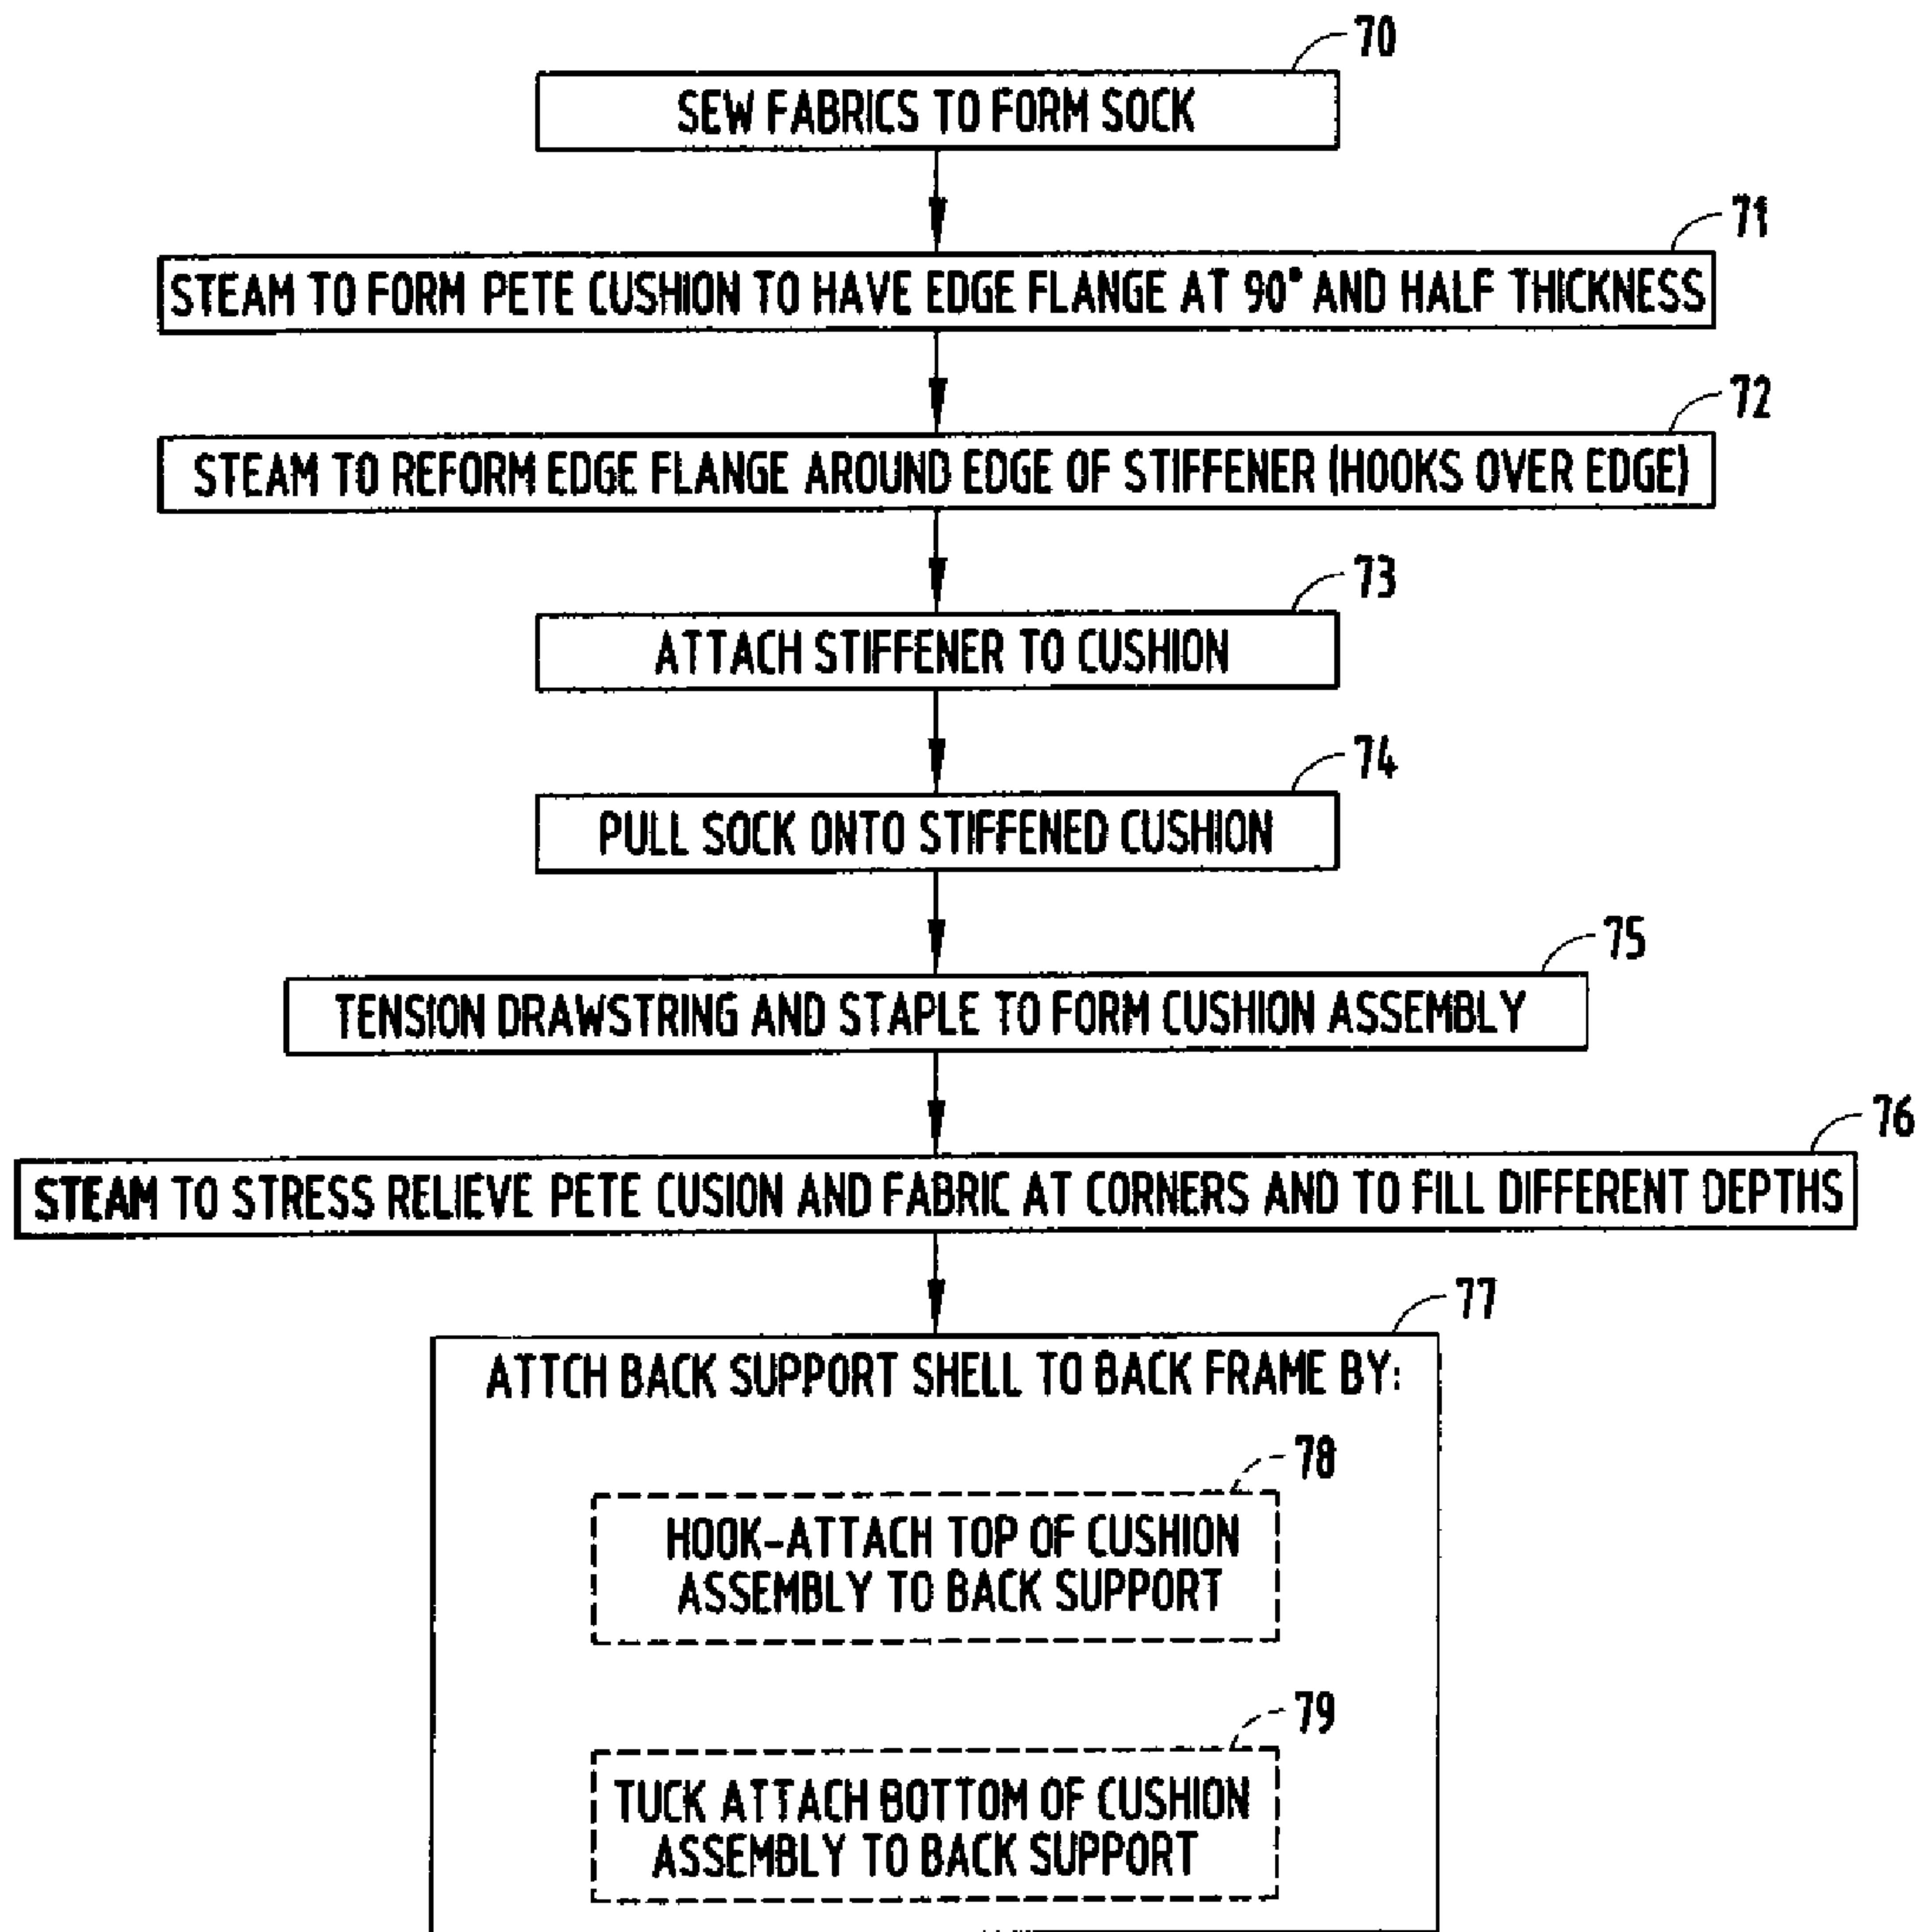 70
SEW FABRICS TO FORM SOCK
71
STEAM TO FORM PETE CUSHION TO HAVE EDGE FLANGE AT 90° AND HALF THICKNESS
72
STEAM TO REFORM EDGE FLANGE AROUND EDGE OF STIFFENER (HOOKS OVER EDGE)
73
ATTACH STIFFENER TO CUSHION
74
PULL SOCK ONTO STIFFENED CUSHION
75
TENSION DRAWSTRING AND STAPLE TO FORM CUSHION ASSEMBLY
76
STEAM TO STRESS RELIEVE PETE CUSION AND FABRIC AT CORNERS AND TO FILL DIFFERENT DEPTHS
77
ATTCH BACK SUPPORT SHELL TO BACK FRAME BY:
78
HOOK-ATTACH TOP OF CUSHION
ASSEMBLY TO BACK SUPPORT
79
TUCK ATTACH BOTTOM OF CUSHION
ASSEMBLY TO BACK SUPPORT